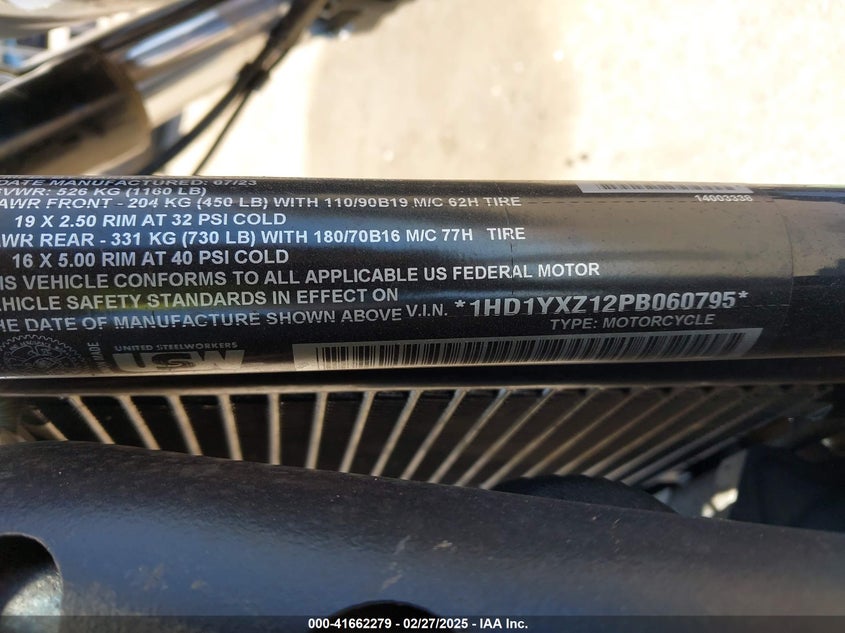 DATE MANUFACTURED: 07/23
GVWR: 526 KG (1160 LB)
AWR FRONT - 204 KG (450 LB) WITH 110/90B19 M/C 62H TIRE
19 X 2.50 RIM AT 32 PSI COLD
WR REAR - 331 KG (730 LB) WITH 180/70B16 M/C 77H TIRE
16 X 5.00 RIM AT 40 PSI COLD
IS VEHICLE CONFORMS TO ALL APPLICABLE US FEDERAL MOTOR
EHICLE SAFETY STANDARDS IN EFFECT ON
HE DATE OF MANUFACTURE SHOWN ABOVE V.I.N. *1HD1YXZ12PB060795*
TYPE: MOTORCYCLE
14003336
MADE
UNITED STEELWORKERS
USW
000-41662279 - 02/27/2025 - IAA Inc.